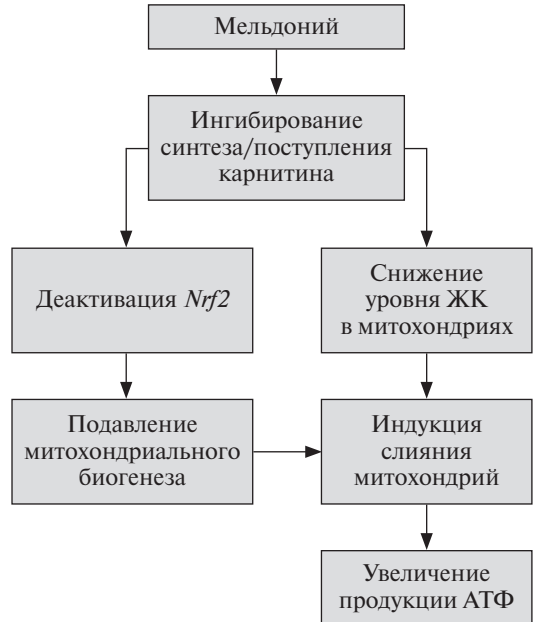 Мельдоний
Ингибирование
синтеза/поступления
карнитина
Деактивация Nrf2
Снижение
уровня ЖК
в митохондриях
Подавление
митохондриального
биогенеза
Индукция
слияния
митохондрий
Увеличение
продукции АТФ